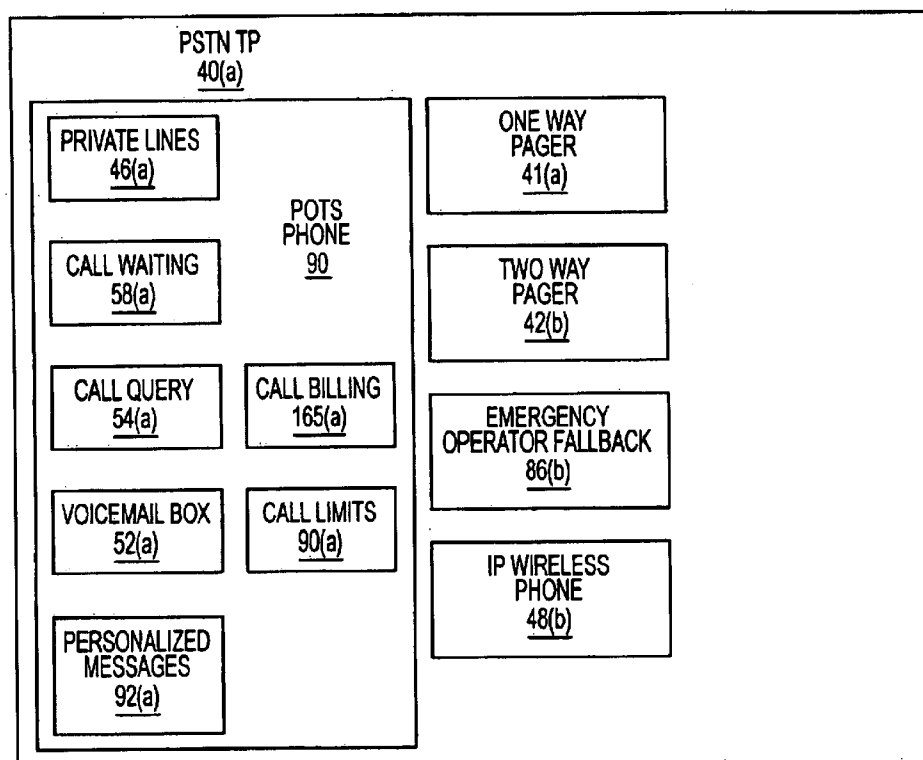 PSTN TP
40(a)
PRIVATE LINES
46(a)
POTS
PHONE
90
CALL WAITING
58(a)
CALL QUERY
54(a)
CALL BILLING
165(a)
VOICEMAIL BOX
52(a)
CALL LIMITS
90(a)
PERSONALIZED
MESSAGES
92(a)
ONE WAY
PAGER
41(a)
TWO WAY
PAGER
42(b)
EMERGENCY
OPERATOR FALLBACK
86(b)
IP WIRELESS
PHONE
48(b)